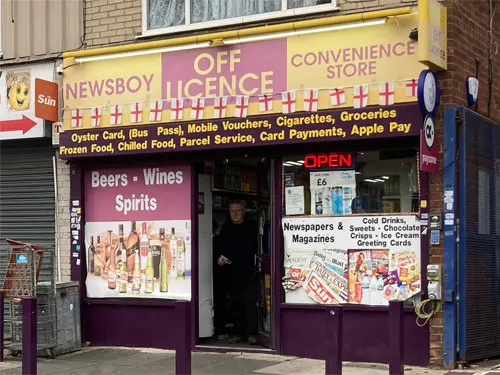 NEWSBOY
OFF
LICENCE
CONVENIENCE
STORE
Sun
Oyster Card, (Bus Pass), Mobile Vouchers, Cigarettes, Groceries
Frozen Food, Chilled Food, Parcel Service, Card Payments, Apple Pay
OPEN
£6
Beers - Wines
Spirits
Newspapers &
Magazines
Cold Drinks,
Sweets - Chocolate
Crisps - Ice Cream
Greeting Cards
Sun